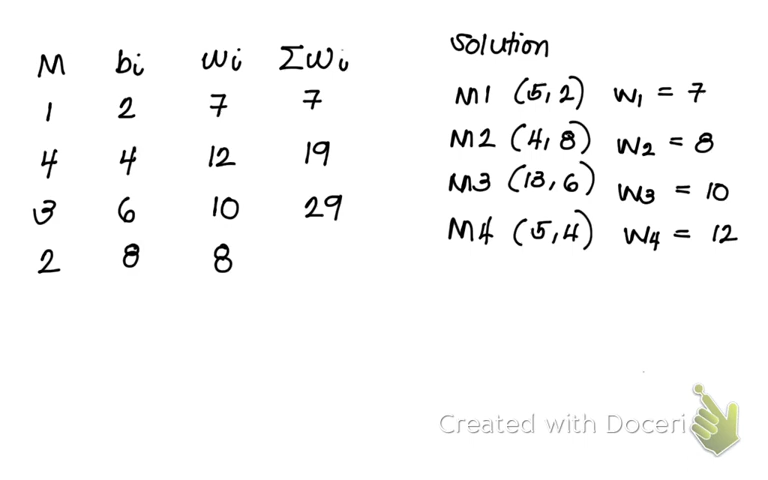 M bi wi Σwi
1 2 7 7
4 4 12 19
3 6 10 29
2 8 8
Solution
M1 (5,2) W1 = 7
M2 (4,8) W2 = 8
M3 (13,6) W3 = 10
M4 (5,4) W4 = 12
Created with Doceri